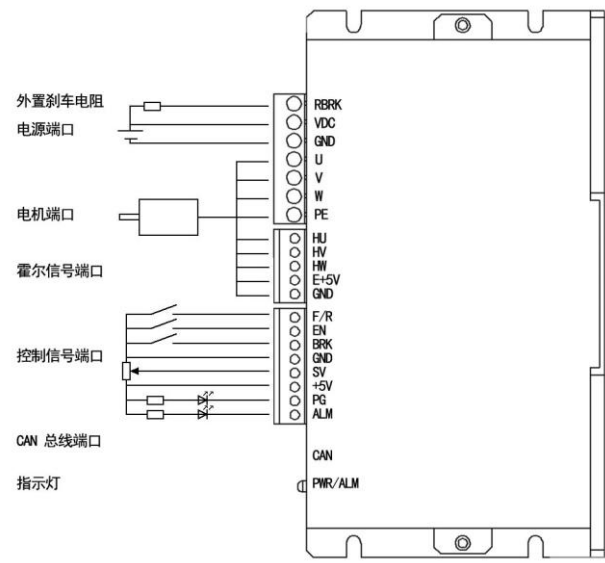 外置刹车电阻
电源端口
电机端口
霍尔信号端口
控制信号端口
CAN 总线端口
指示灯
RBRK
VDC
GND
U
V
W
PE
HU
HV
HW
E+5V
GND
F/R
EN
BRK
GND
SV
+5V
PG
ALM
CAN
PWR/ALM